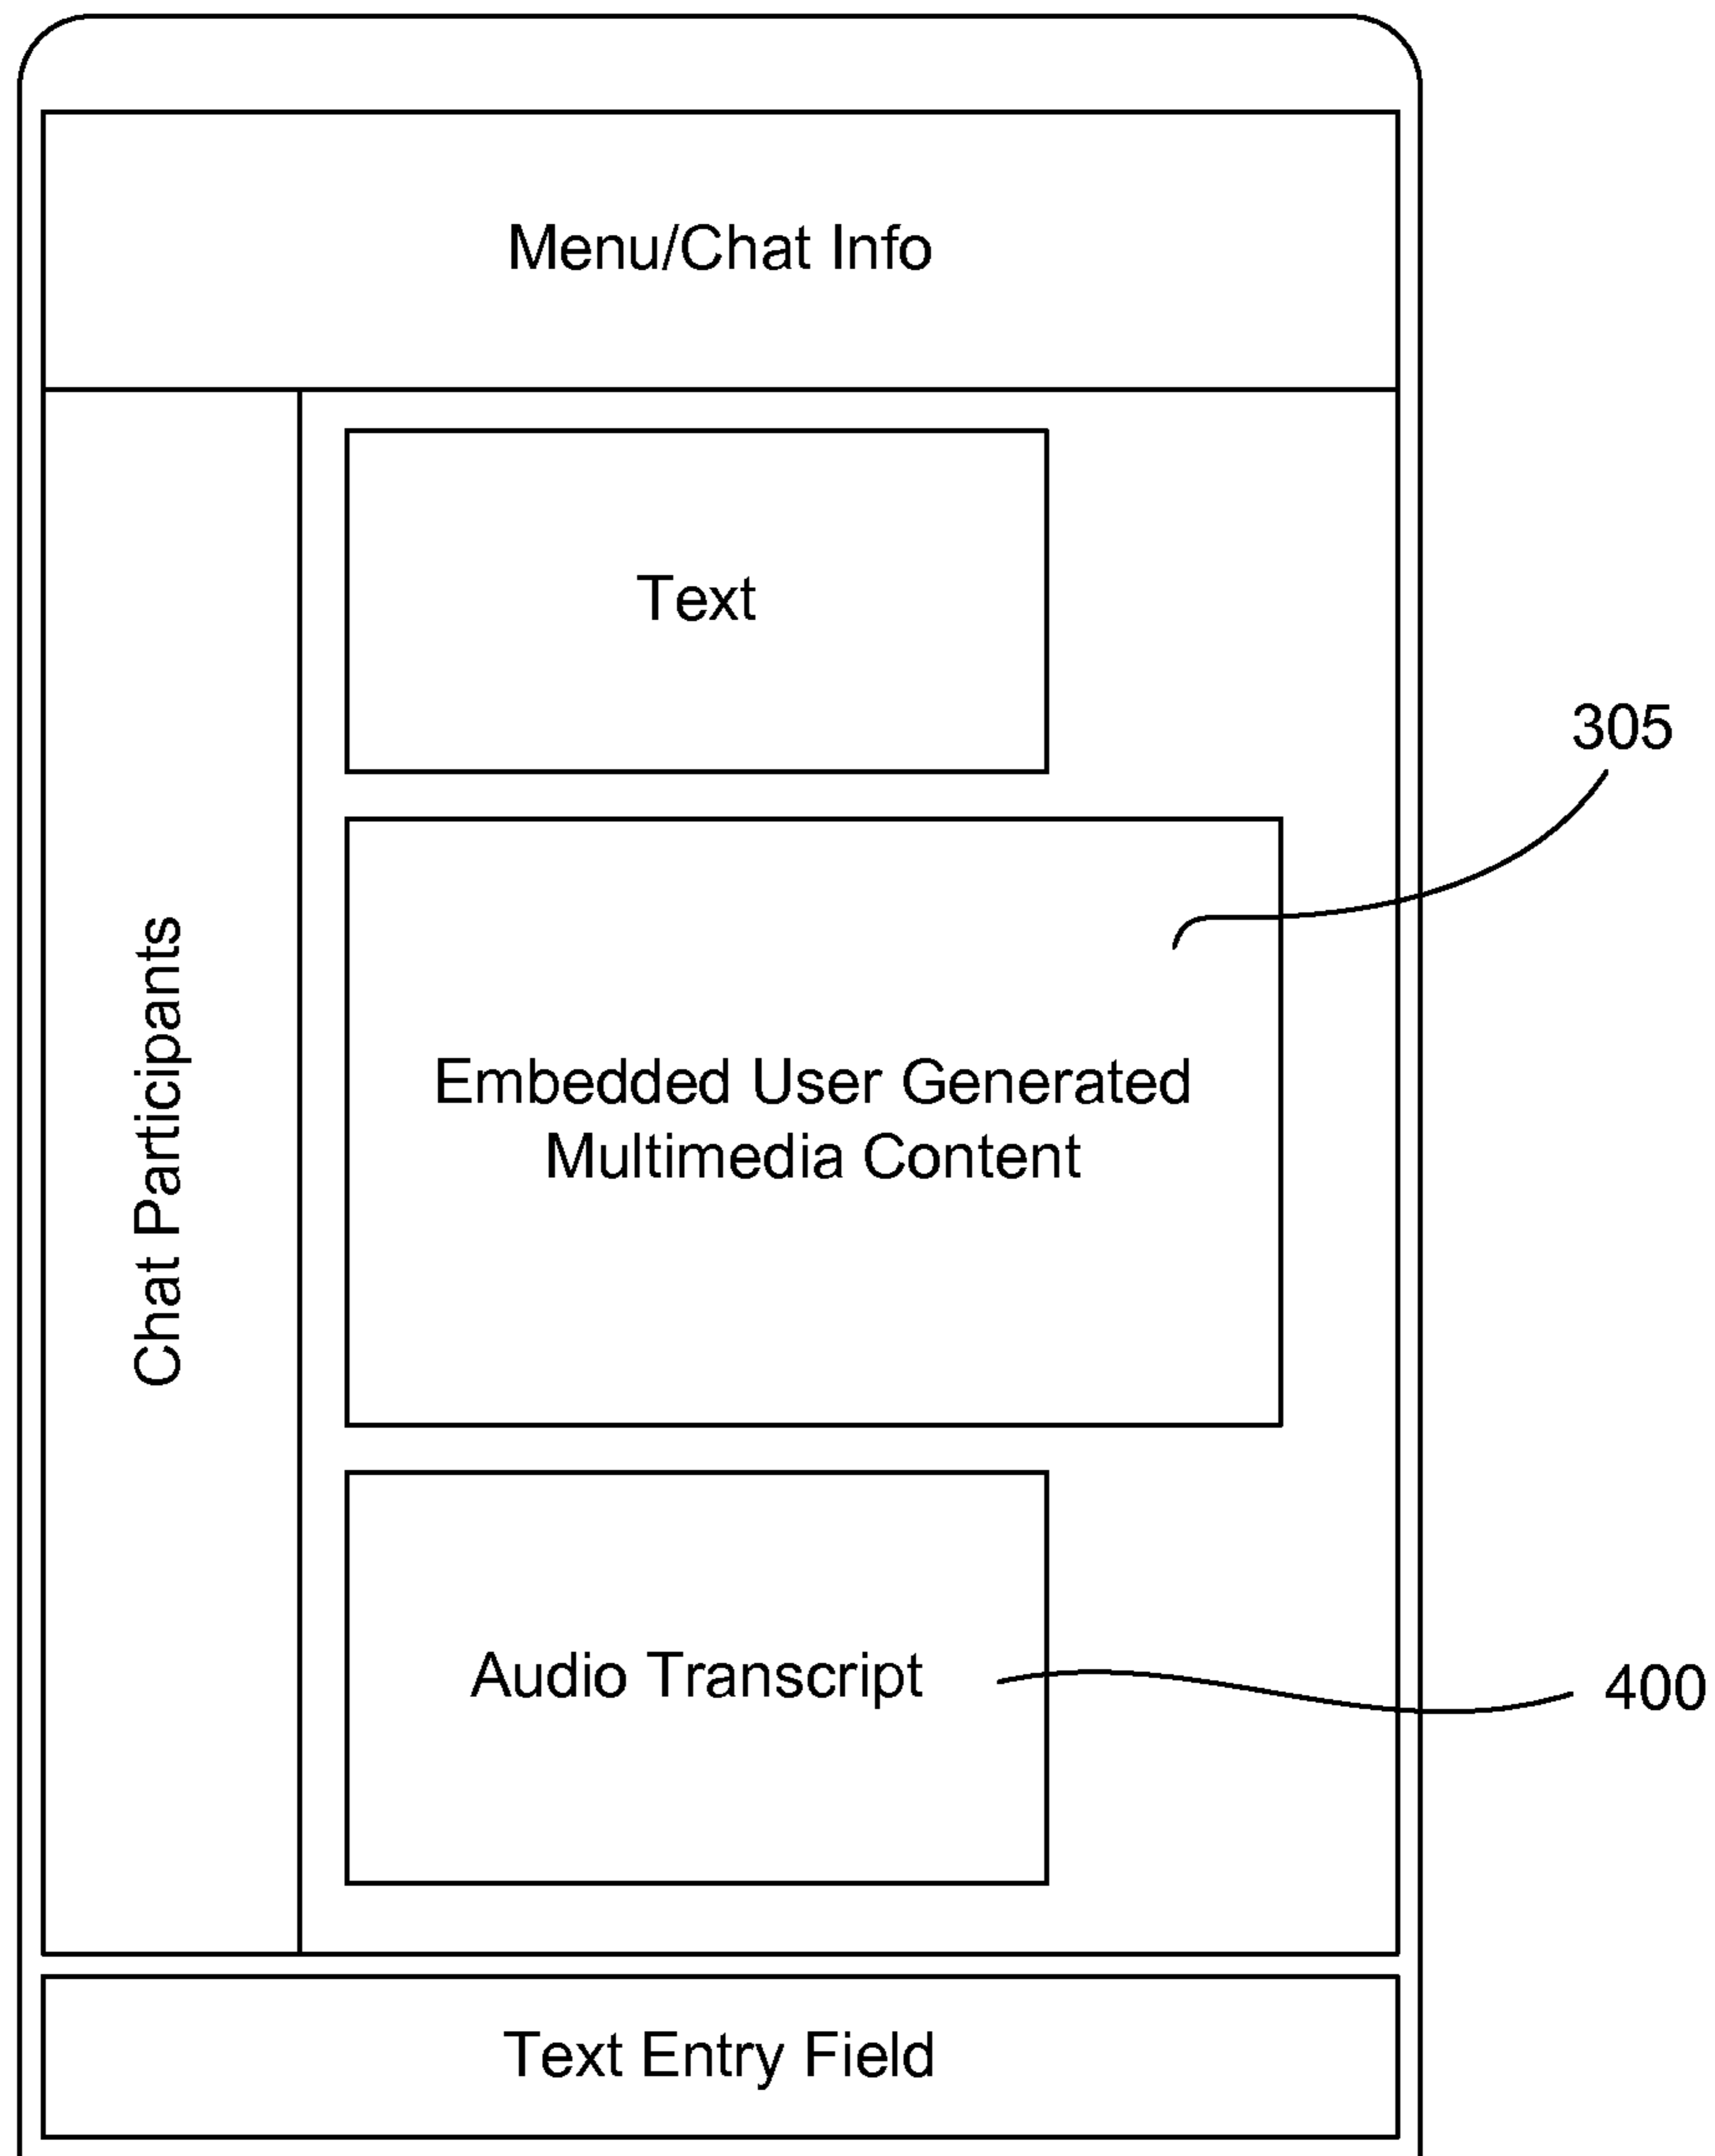 Menu/Chat Info
Chat Participants
Text
305
Embedded User Generated
Multimedia Content
Audio Transcript
400
Text Entry Field